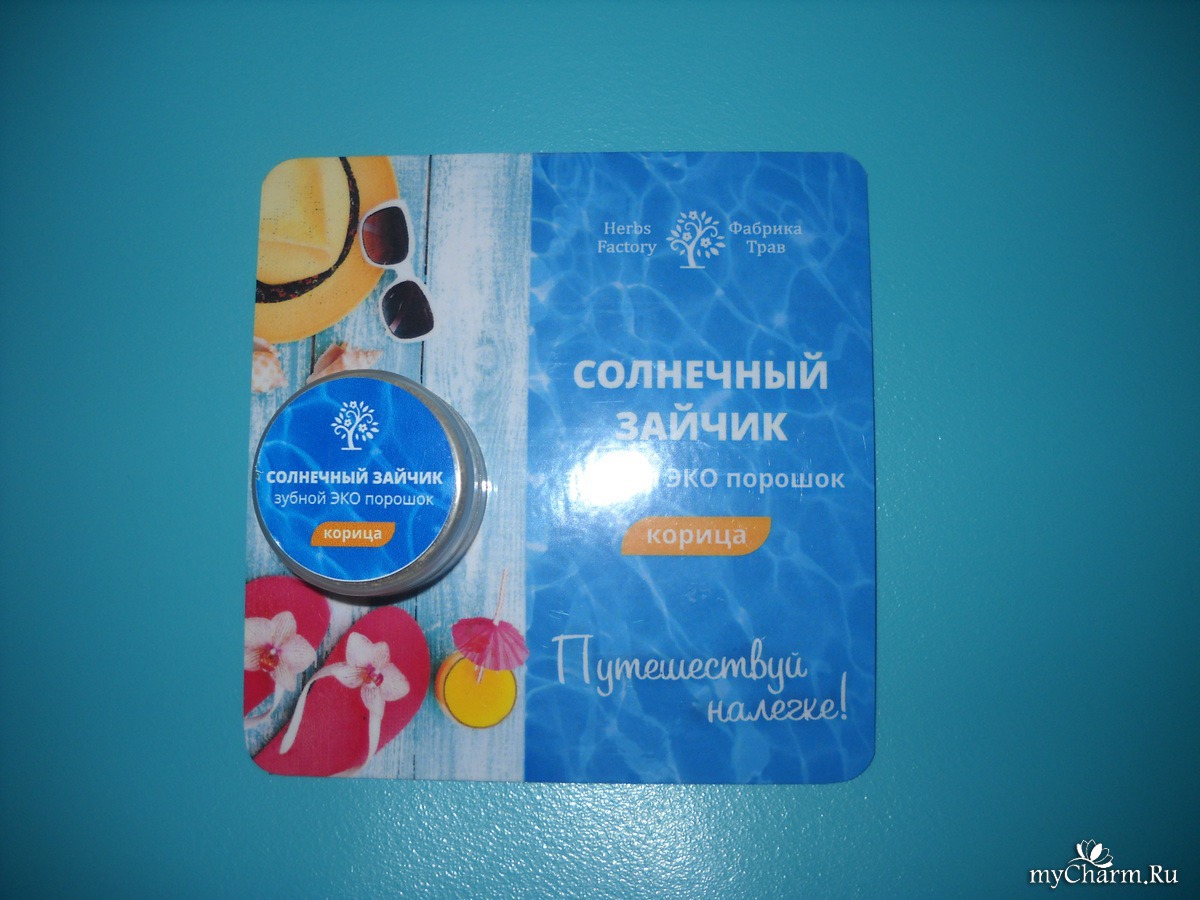 Herbs
Factory
Фабрика
Трав
СОЛНЕЧНЫЙ
ЗАЙЧИК
ЭКО порошок
корица
Путешествуй
налегке!
СОЛНЕЧНЫЙ ЗАЙЧИК
зубной ЭКО порошок
корица
myCharm.Ru